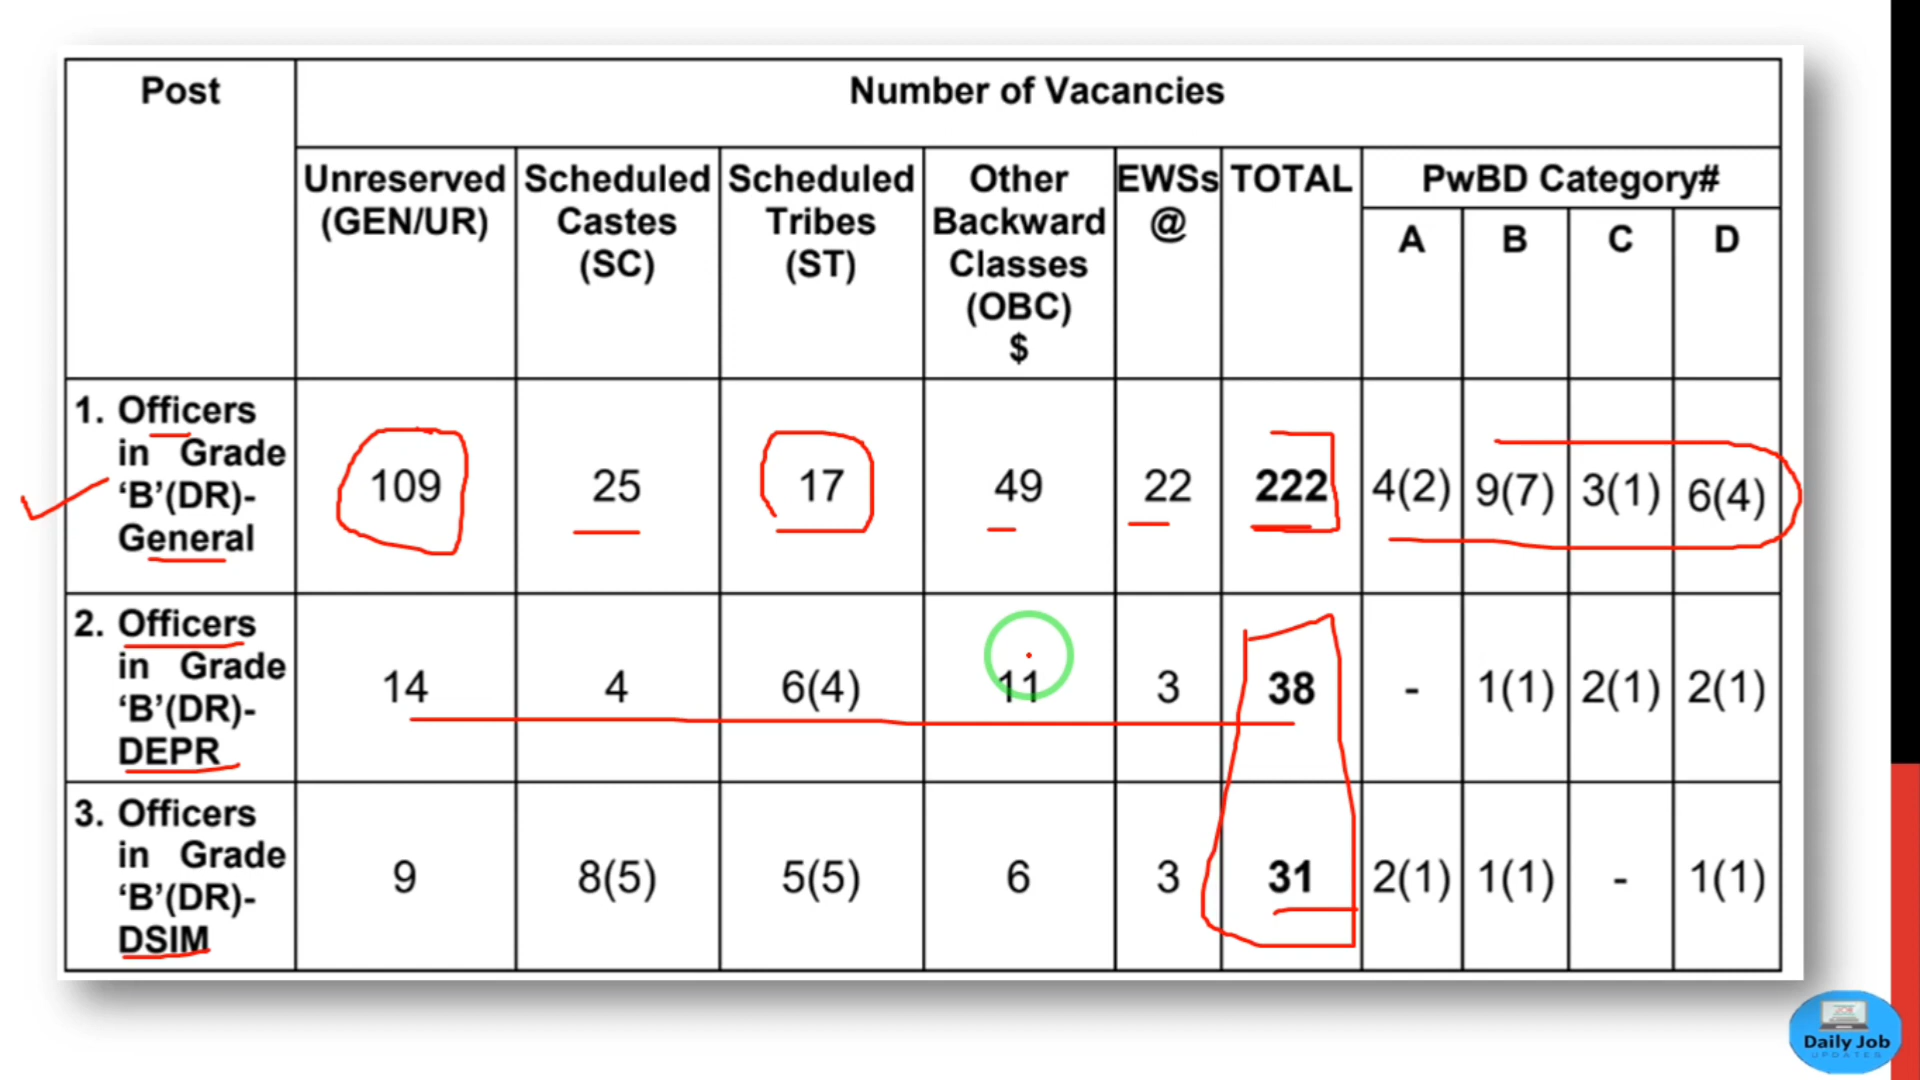 Post
Number of Vacancies
Unreserved
(GEN/UR)
Scheduled
Castes
(SC)
Scheduled
Tribes
(ST)
Other
Backward
Classes
(OBC)
$
EWSs
@
TOTAL
PwBD Category#
A
B
C
D
1. Officers
in Grade
‘B’(DR)-
General
109
25
17
49
22
222
4(2)
9(7)
3(1)
6(4)
2. Officers
in Grade
‘B’(DR)-
DEPR
14
4
6(4)
11
3
38
-
1(1)
2(1)
2(1)
3. Officers
in Grade
‘B’(DR)-
DSIM
9
8(5)
5(5)
6
3
31
2(1)
1(1)
-
1(1)
JOB
Daily Job
UPDATES